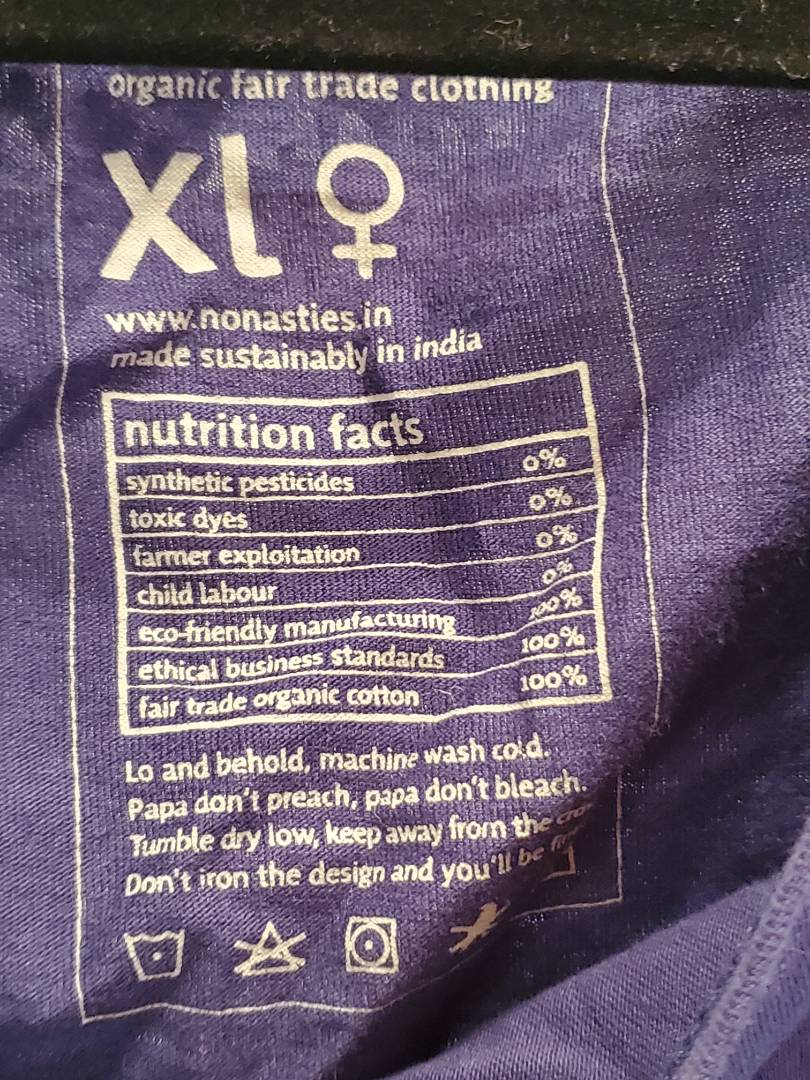 organic fair trade clothing
xl
www.nonasties.in
made sustainably in india
nutrition facts
synthetic pesticides 0%
toxic dyes 0%
farmer exploitation 0%
child labour 0%
eco-friendly manufacturing 100%
ethical business standards 100%
fair trade organic cotton 100%
Lo and behold, machine wash cold.
Papa don't preach, papa don't bleach.
Tumble dry low, keep away from the
Don't iron the design and you'll be